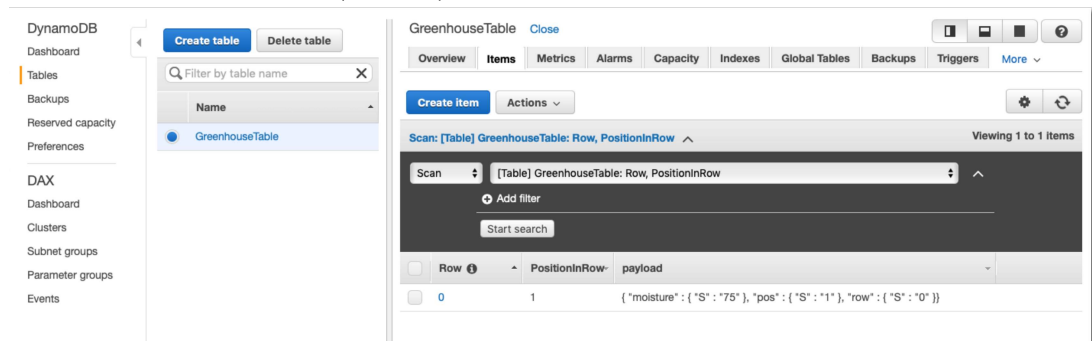 DynamoDB
Dashboard
Tables
Backups
Reserved capacity
Preferences
DAX
Dashboard
Clusters
Subnet groups
Parameter groups
Events
Create table Delete table
Filter by table name X
Name
GreenhouseTable
GreenhouseTable Close
Overview Items Metrics Alarms Capacity Indexes Global Tables Backups Triggers More
Create item Actions
Scan: [Table] GreenhouseTable: Row, PositionInRow Viewing 1 to 1 items
Scan [Table] GreenhouseTable: Row, PositionInRow
Add filter
Start search
Row PositionInRow payload
0 1 { "moisture" : { "S" : "75" }, "pos" : { "S" : "1" }, "row" : { "S" : "0" }}